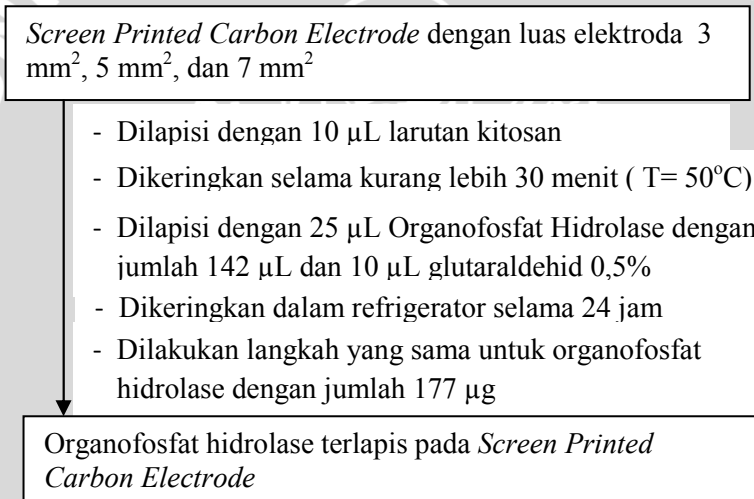 Screen Printed Carbon Electrode dengan luas elektroda 3
mm², 5 mm², dan 7 mm²
- Dilapisi dengan 10 µL larutan kitosan
- Dikeringkan selama kurang lebih 30 menit ( T= 50°C)
- Dilapisi dengan 25 µL Organofosfat Hidrolase dengan
jumlah 142 µL dan 10 µL glutaraldehid 0,5%
- Dikeringkan dalam refrigerator selama 24 jam
- Dilakukan langkah yang sama untuk organofosfat
hidrolase dengan jumlah 177 µg
Organofosfat hidrolase terlapis pada Screen Printed
Carbon Electrode